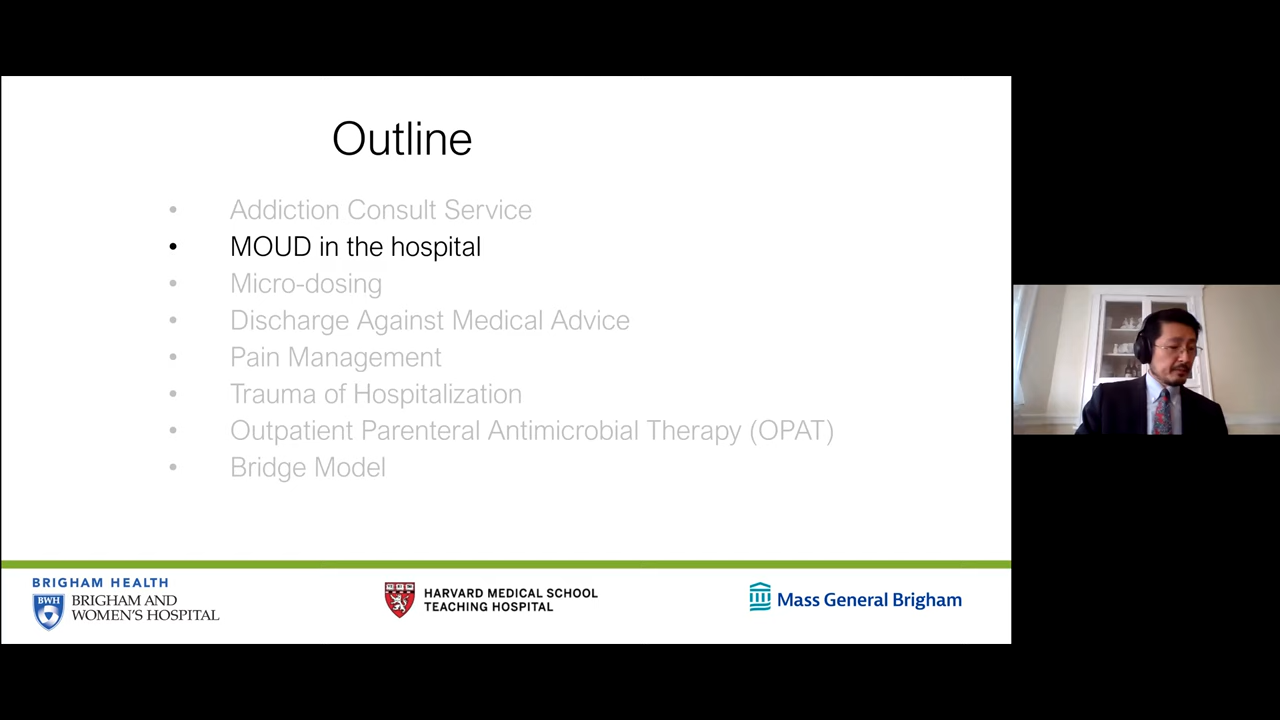 Outline
• Addiction Consult Service
• MOUD in the hospital
• Micro-dosing
• Discharge Against Medical Advice
• Pain Management
• Trauma of Hospitalization
• Outpatient Parenteral Antimicrobial Therapy (OPAT)
• Bridge Model
BRIGHAM HEALTH
BWH
BRIGHAM AND
WOMEN'S HOSPITAL
HARVARD MEDICAL SCHOOL
TEACHING HOSPITAL
Mass General Brigham